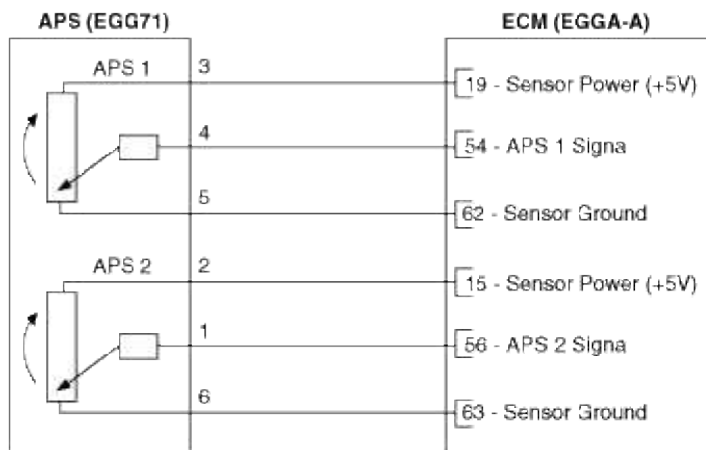 APS (EGG71) ECM (EGGA-A)
APS 1 3 19 - Sensor Power (+5V)
4 54 - APS 1 Signa
5 62 - Sensor Ground
APS 2 2 15 - Sensor Power (+5V)
1 56 - APS 2 Signa
6 63 - Sensor Ground